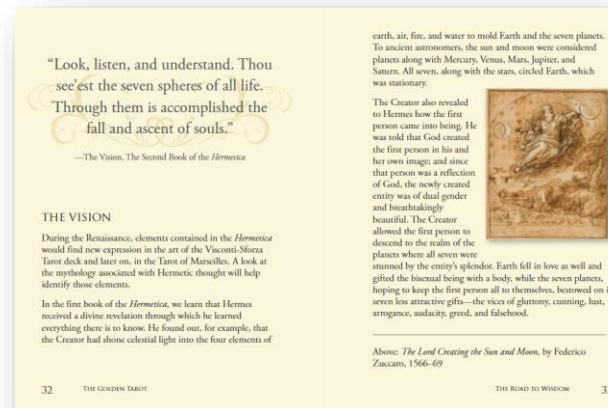 “Look, listen, and understand. Thou
see’est the seven spheres of all life.
Through them is accomplished the
fall and ascent of souls.”
—The Vision, The Second Book of the Hermetica
THE VISION
During the Renaissance, elements contained in the Hermetica
would find new expression in the art of the Visconti-Sforza
Tarot deck and later on, in the Tarot of Marseilles. A look at
the mythology associated with Hermetic thought will help
identify those elements.
In the first book of the Hermetica, we learn that Hermes
received a divine revelation through which he learned
everything there is to know. He found out, for example, that
the Creator had shone celestial light into the four elements of
32 THE GOLDEN TAROT
earth, air, fire, and water to mold Earth and the seven planets.
To ancient astronomers, the sun and moon were considered
planets along with Mercury, Venus, Mars, Jupiter, and
Saturn. All seven, along with the stars, circled Earth, which
was stationary.
The Creator also revealed
to Hermes how the first
person came into being. He
was told that God created
the first person in his and
her own image; and since
that person was a reflection
of God, the newly created
entity was of dual gender
and breathtakingly
beautiful. The Creator
allowed the first person to
descend to the realm of the
planets where all seven were
stunned by the entity’s splendor. Earth fell in love as well and
gifted the bisexual being with a body, while the seven planets,
hoping to keep the first person all to themselves, bestowed on
seven less attractive gifts—the vices of gluttony, cunning, lust,
arrogance, audacity, greed, and falsehood.
Above: The Lord Creating the Sun and Moon, by Federico
Zuccaro, 1566–69
THE ROAD TO WISDOM